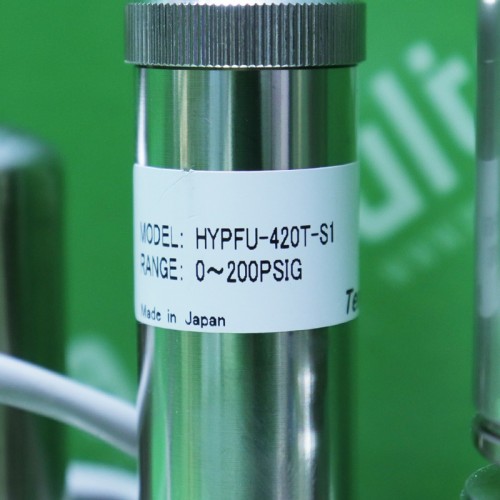 MODEL: HYPFU-420T-S1
RANGE: 0～200PSIG
Made in Japan